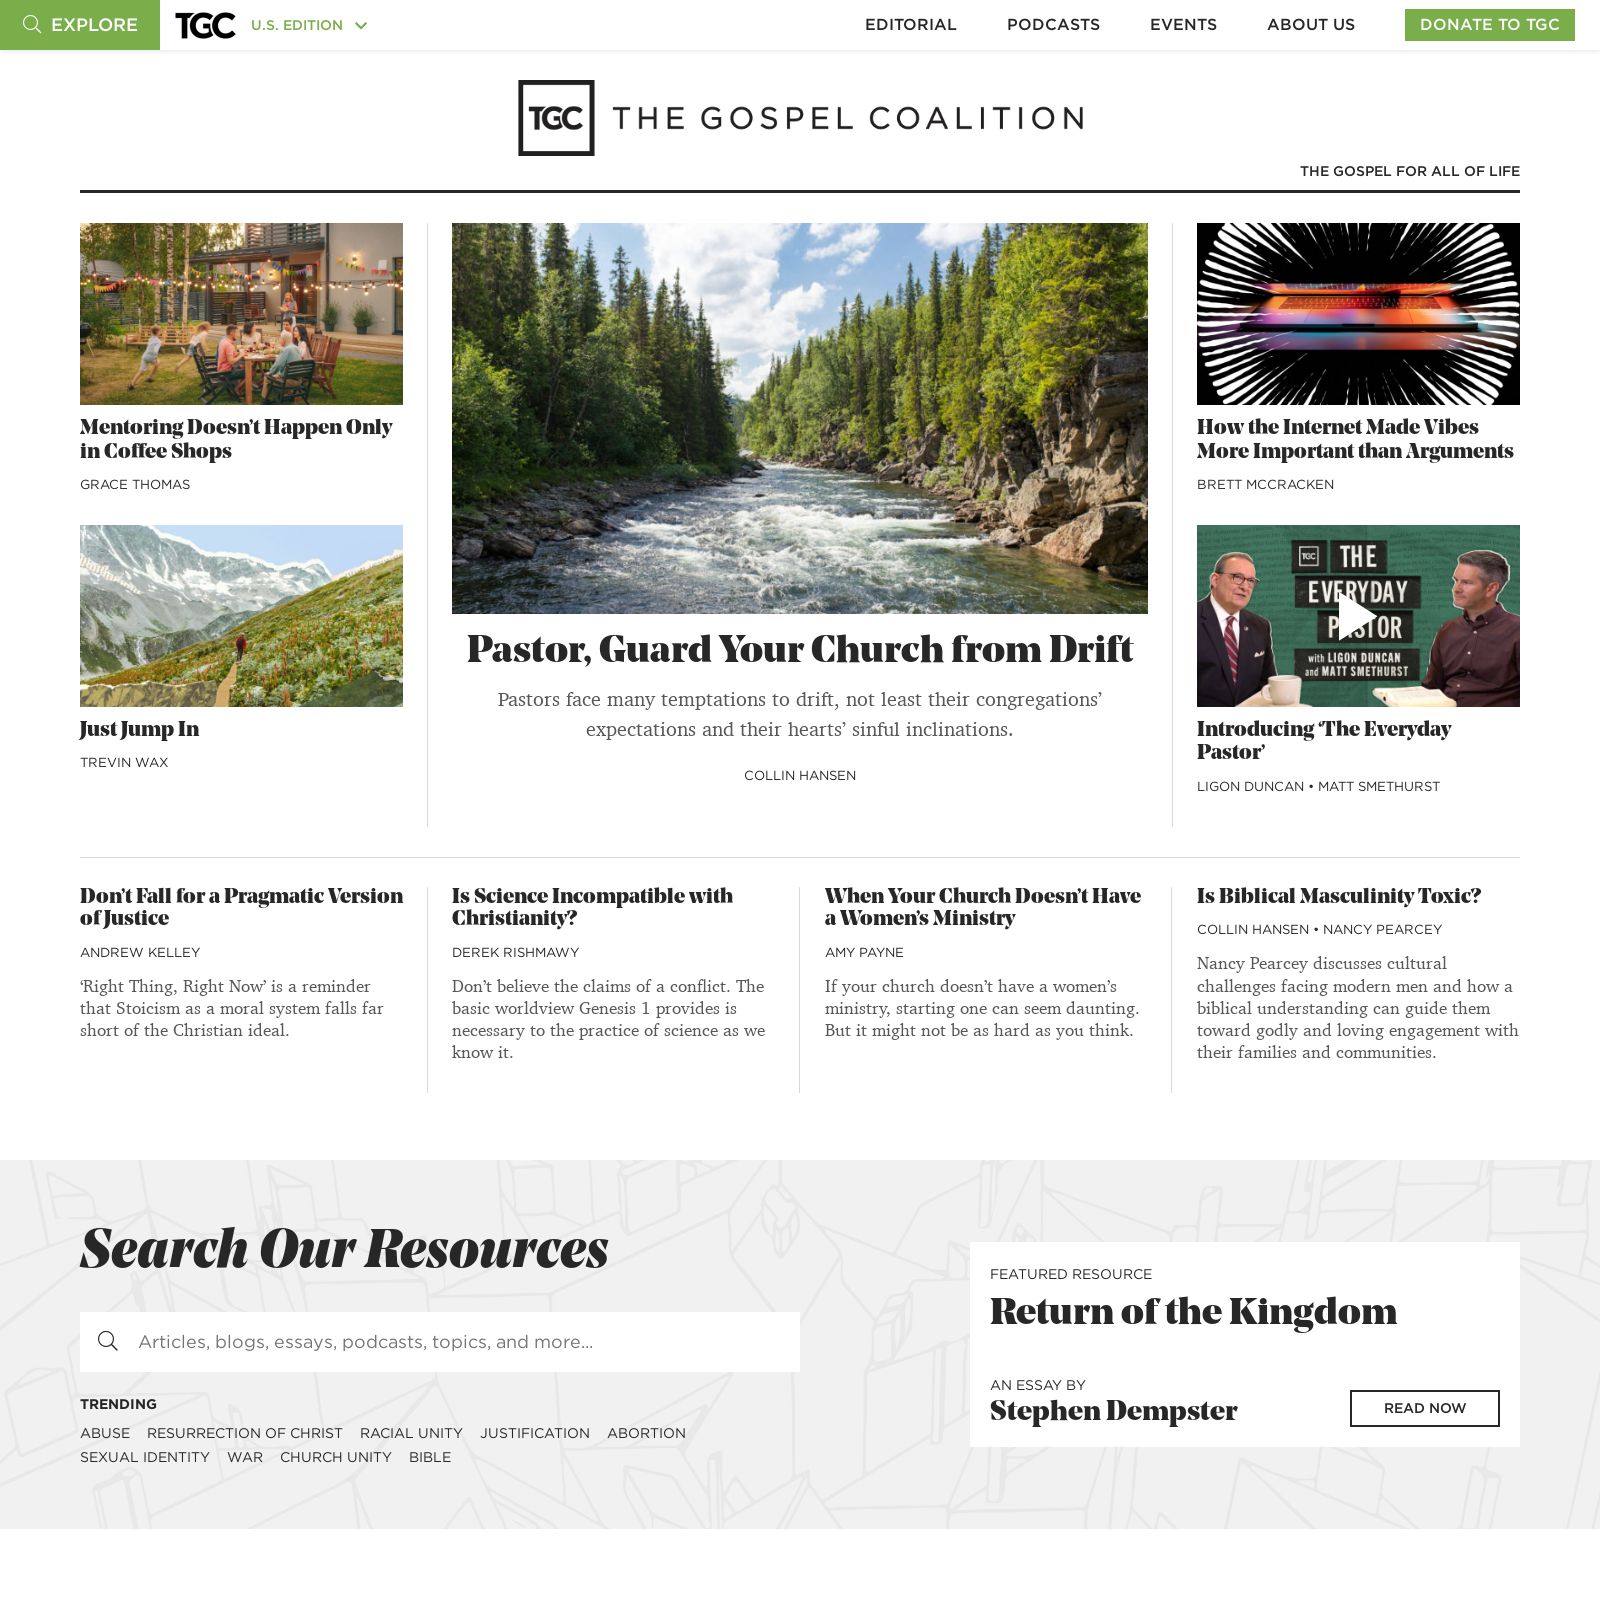 EXPLORE
TGC
U.S. EDITION
EDITORIAL
PODCASTS
EVENTS
ABOUT US
DONATE TO TGC
TGC
THE GOSPEL COALITION
THE GOSPEL FOR ALL OF LIFE
Mentoring Doesn’t Happen Only
in Coffee Shops
GRACE THOMAS
Just Jump In
TREVIN WAX
Pastor, Guard Your Church from Drift
Pastors face many temptations to drift, not least their congregations’
expectations and their hearts’ sinful inclinations.
COLLIN HANSEN
How the Internet Made Vibes
More Important than Arguments
BRETT MCCRACKEN
TGC
THE
EVERYDAY
PASTOR
with LIGON DUNCAN
and MATT SMETHURST
Introducing ‘The Everyday
Pastor’
LIGON DUNCAN • MATT SMETHURST
Don’t Fall for a Pragmatic Version
of Justice
ANDREW KELLEY
‘Right Thing, Right Now’ is a reminder
that Stoicism as a moral system falls far
short of the Christian ideal.
Is Science Incompatible with
Christianity?
DEREK RISHMAWY
Don’t believe the claims of a conflict. The
basic worldview Genesis 1 provides is
necessary to the practice of science as we
know it.
When Your Church Doesn’t Have
a Women’s Ministry
AMY PAYNE
If your church doesn’t have a women’s
ministry, starting one can seem daunting.
But it might not be as hard as you think.
Is Biblical Masculinity Toxic?
COLLIN HANSEN • NANCY PEARCEY
Nancy Pearcey discusses cultural
challenges facing modern men and how a
biblical understanding can guide them
toward godly and loving engagement with
their families and communities.
Search Our Resources
Articles, blogs, essays, podcasts, topics, and more...
TRENDING
ABUSE RESURRECTION OF CHRIST RACIAL UNITY JUSTIFICATION ABORTION
SEXUAL IDENTITY WAR CHURCH UNITY BIBLE
FEATURED RESOURCE
Return of the Kingdom
AN ESSAY BY
Stephen Dempster
READ NOW